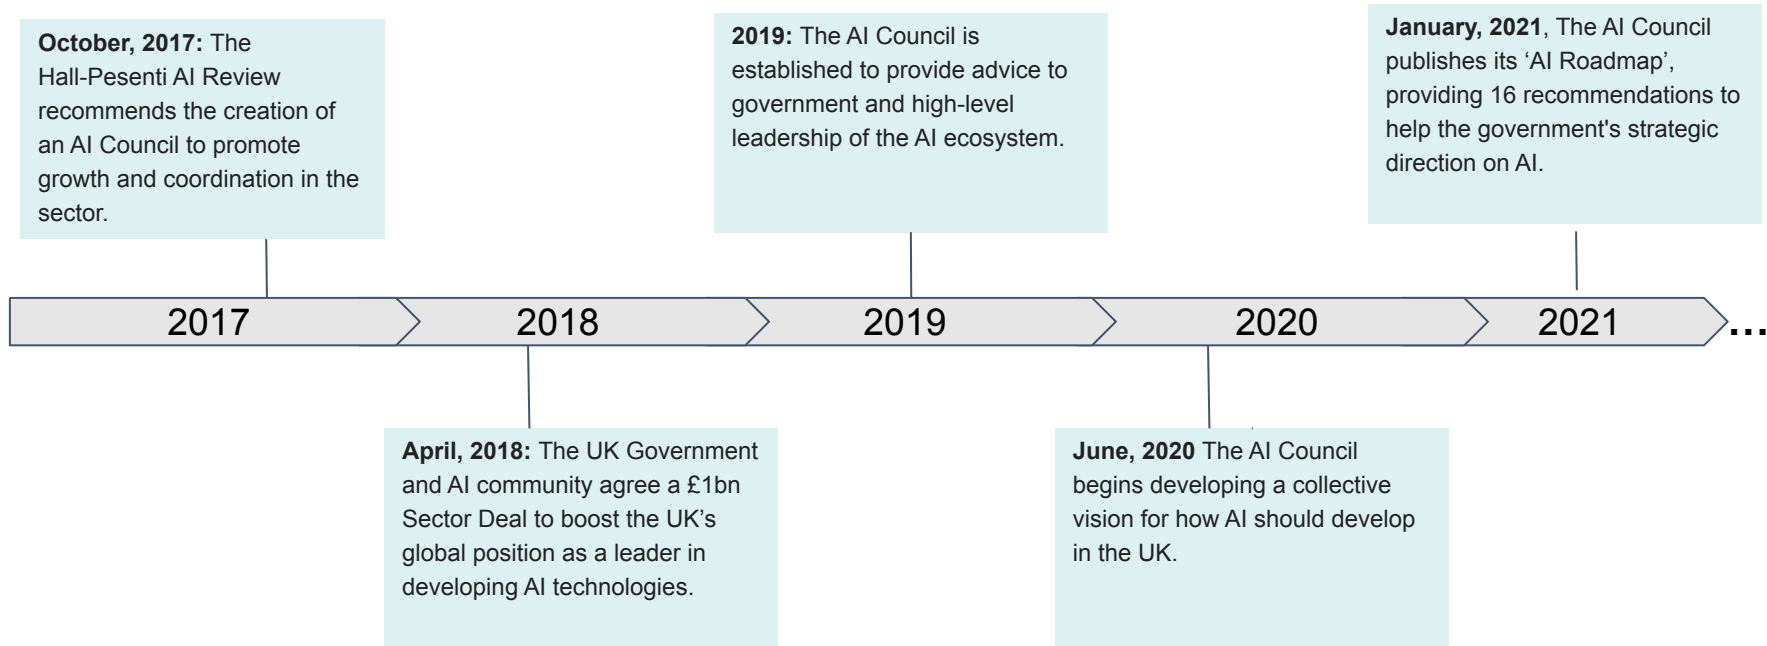 October, 2017: The
Hall-Pesenti AI Review
recommends the creation of
an AI Council to promote
growth and coordination in the
sector.
2019: The AI Council is
established to provide advice to
government and high-level
leadership of the AI ecosystem.
January, 2021, The AI Council
publishes its ‘AI Roadmap’,
providing 16 recommendations to
help the government's strategic
direction on AI.
2017
2018
2019
2020
2021
...
April, 2018: The UK Government
and AI community agree a £1bn
Sector Deal to boost the UK’s
global position as a leader in
developing AI technologies.
June, 2020 The AI Council
begins developing a collective
vision for how AI should develop
in the UK.